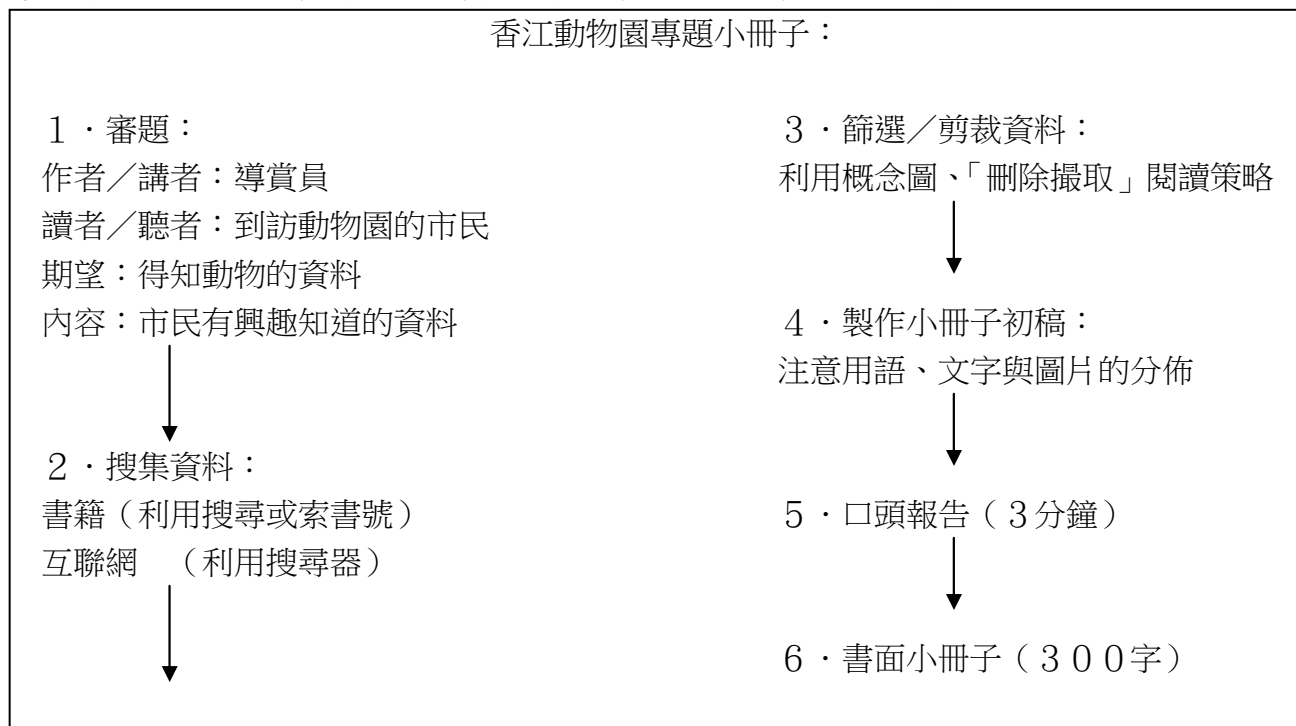 香江動物園專題小冊子：
１．審題：
作者／講者：導賞員
讀者／聽者：到訪動物園的市民
期望：得知動物的資料
內容：市民有興趣知道的資料
２．搜集資料：
書籍（利用搜尋或索書號）
互聯網　（利用搜尋器）
３．篩選／剪裁資料：
利用概念圖、「刪除撮取」閱讀策略
４．製作小冊子初稿：
注意用語、文字與圖片的分佈
５．口頭報告（３分鐘）
６．書面小冊子（３００字）